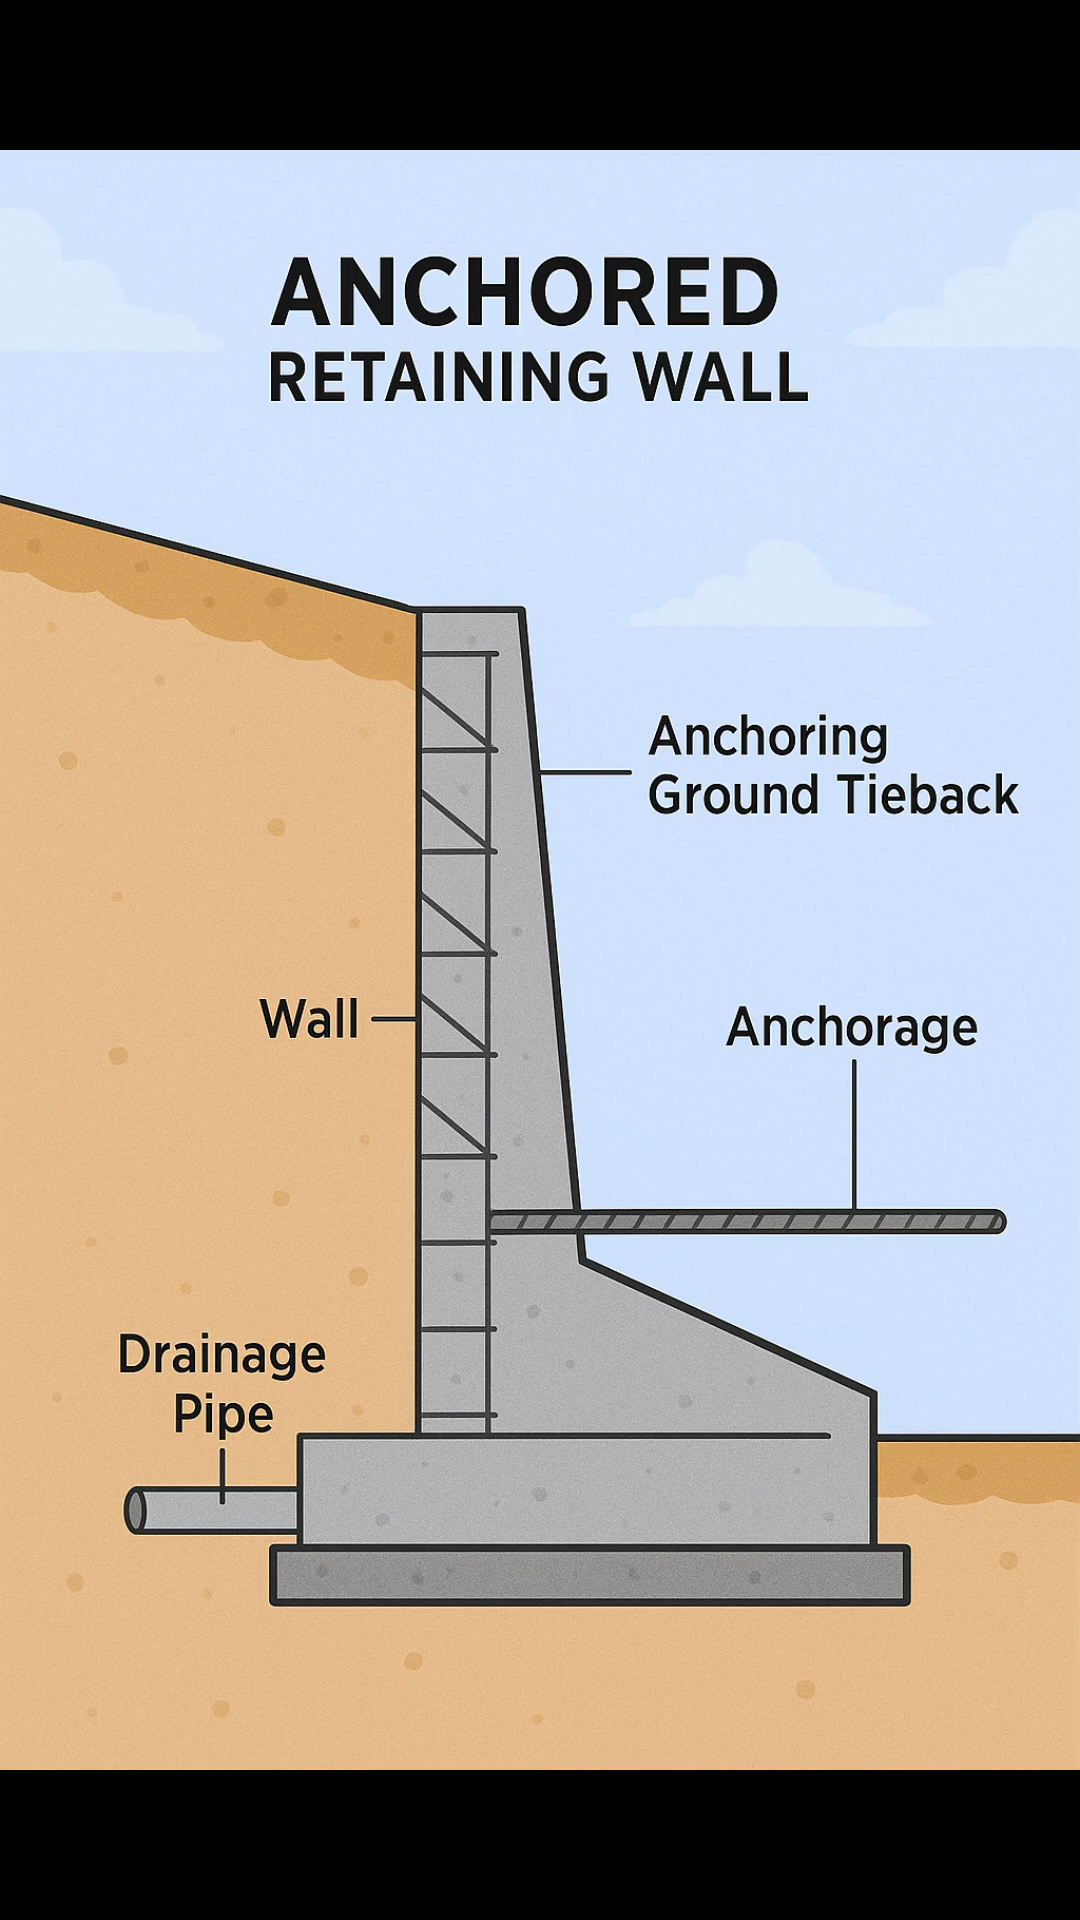 ANCHORED
RETAINING WALL
Anchoring
Ground Tieback
Wall
Anchorage
Drainage
Pipe